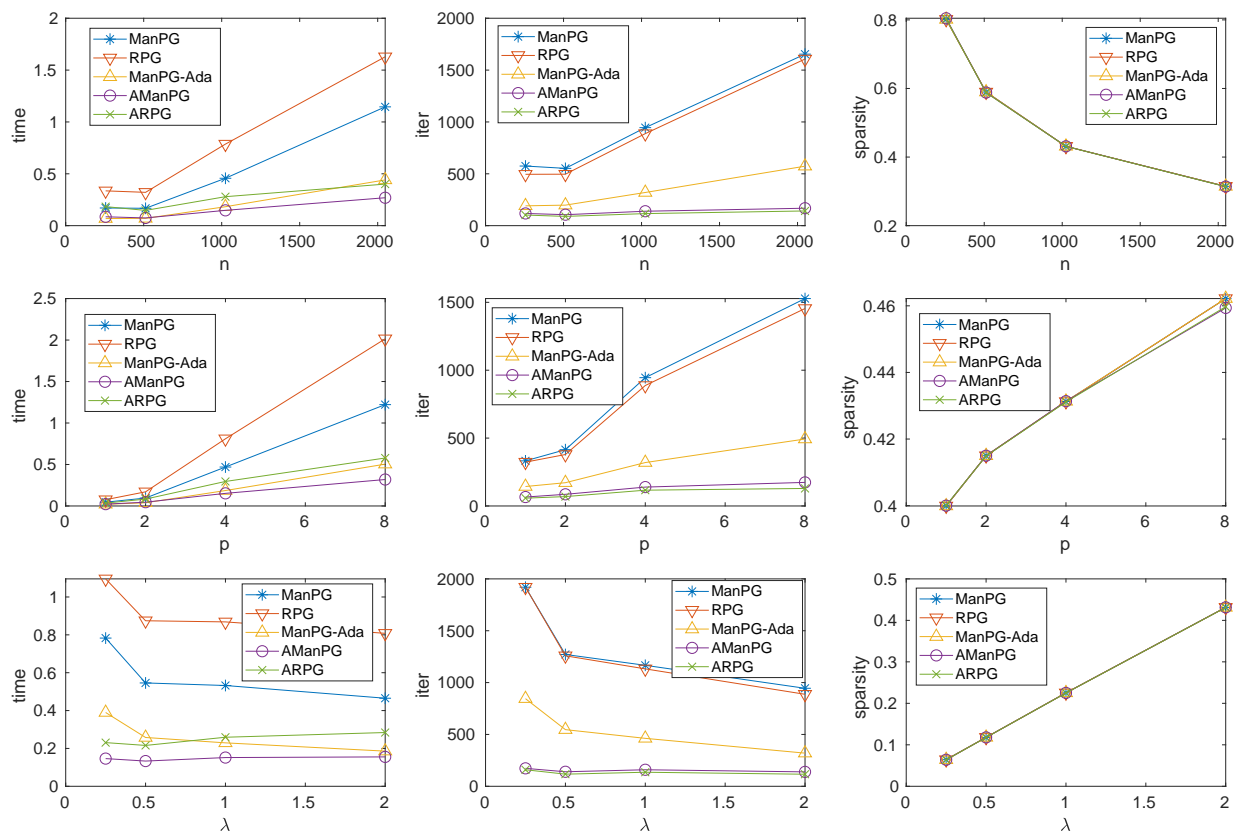 2
1.5
1
0.5
0
time
ManPG
RPG
ManPG-Ada
AManPG
ARPG
0 500 1000 1500 2000
n
2000
1500
1000
500
0
iter
ManPG
RPG
ManPG-Ada
AManPG
ARPG
0 500 1000 1500 2000
n
0.8
0.6
0.4
0.2
sparsity
ManPG
RPG
ManPG-Ada
AManPG
ARPG
0 500 1000 1500 2000
n
2.5
2
1.5
1
0.5
0
time
ManPG
RPG
ManPG-Ada
AManPG
ARPG
0 2 4 6 8
p
1500
1000
500
0
iter
ManPG
RPG
ManPG-Ada
AManPG
ARPG
0 2 4 6 8
p
0.46
0.44
0.42
0.4
sparsity
ManPG
RPG
ManPG-Ada
AManPG
ARPG
0 2 4 6 8
p
1
0.8
0.6
0.4
0.2
0
time
ManPG
RPG
ManPG-Ada
AManPG
ARPG
0 0.5 1 1.5 2
λ
2000
1500
1000
500
0
iter
ManPG
RPG
ManPG-Ada
AManPG
ARPG
0 0.5 1 1.5 2
λ
0.5
0.4
0.3
0.2
0.1
0
sparsity
ManPG
RPG
ManPG-Ada
AManPG
ARPG
0 0.5 1 1.5 2
λ